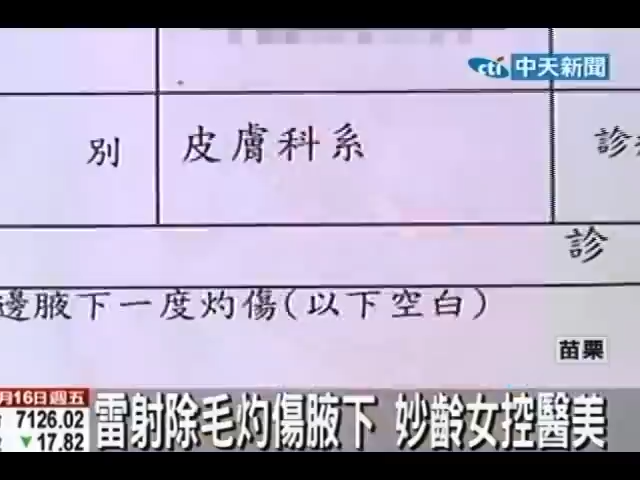 cti 中天新聞
別 皮膚科系 診
診
邊腋下一度灼傷(以下空白)
苗栗
月16日週五
7126.02
▼17.82
雷射除毛灼傷腋下 妙齡女控醫美